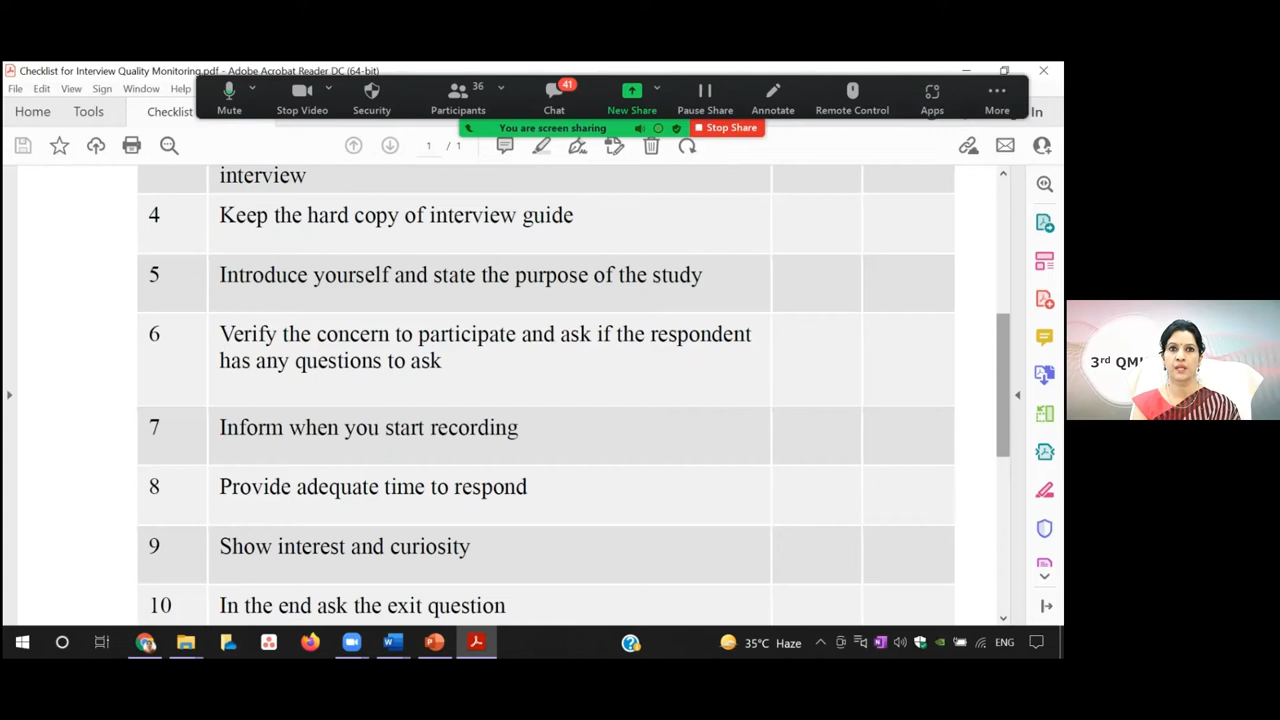 Checklist for Interview Quality Monitoring.pdf - Adobe Acrobat Reader DC (64-bit)
File Edit View Sign Window Help
Mute
Stop Video
Security
Participants
36
Chat
41
New Share
Pause Share
Annotate
Remote Control
Apps
More
Home
Tools
Checklist
In
You are screen sharing
Stop Share
1 / 1
interview
4 Keep the hard copy of interview guide
5 Introduce yourself and state the purpose of the study
6 Verify the concern to participate and ask if the respondent
has any questions to ask
7 Inform when you start recording
8 Provide adequate time to respond
9 Show interest and curiosity
10 In the end ask the exit question
3rd QM
35°C Haze
ENG